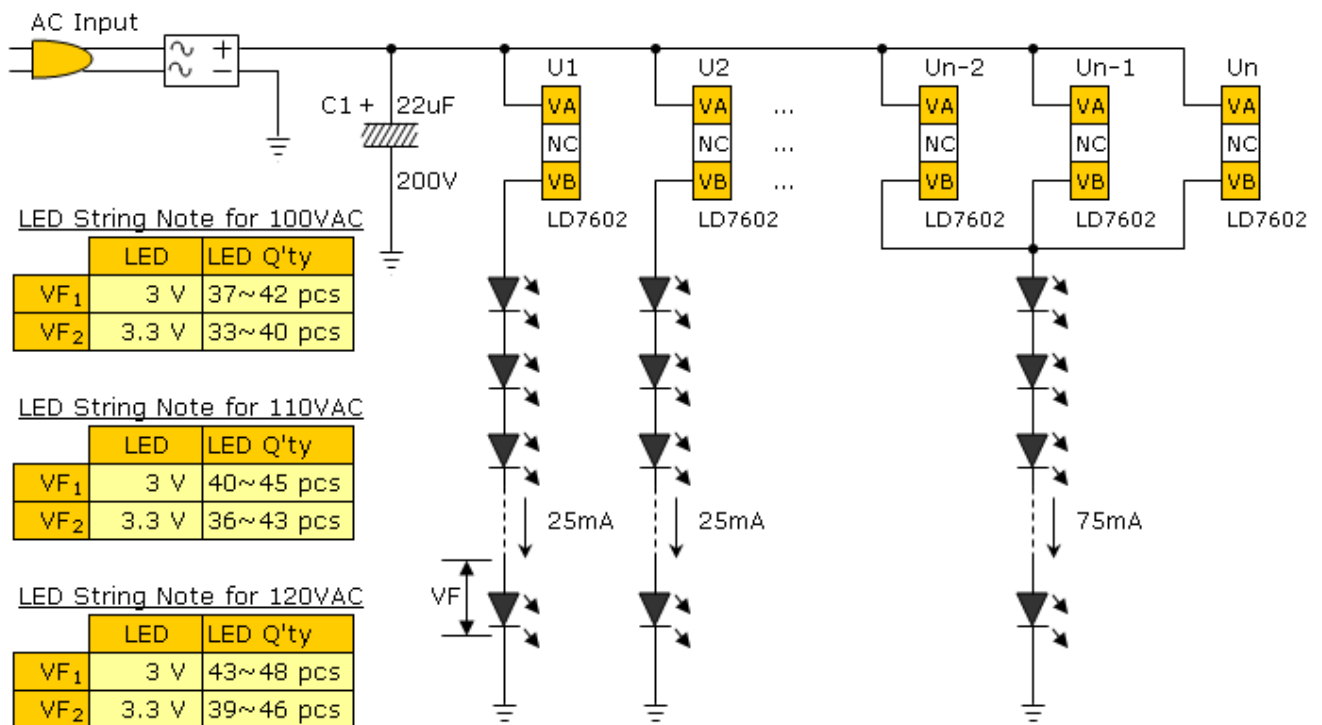 AC Input
~ +
~ −
C1 + 22uF
200V
U1 U2 Un-2 Un-1 Un
VA VA ... VA VA VA
NC NC ... NC NC NC
VB VB ... VB VB VB
LD7602 LD7602 LD7602 LD7602 LD7602
LED String Note for 100VAC
LED LED Q'ty
VF₁ 3 V 37~42 pcs
VF₂ 3.3 V 33~40 pcs
LED String Note for 110VAC
LED LED Q'ty
VF₁ 3 V 40~45 pcs
VF₂ 3.3 V 36~43 pcs
25mA 25mA 75mA
VF
LED String Note for 120VAC
LED LED Q'ty
VF₁ 3 V 43~48 pcs
VF₂ 3.3 V 39~46 pcs